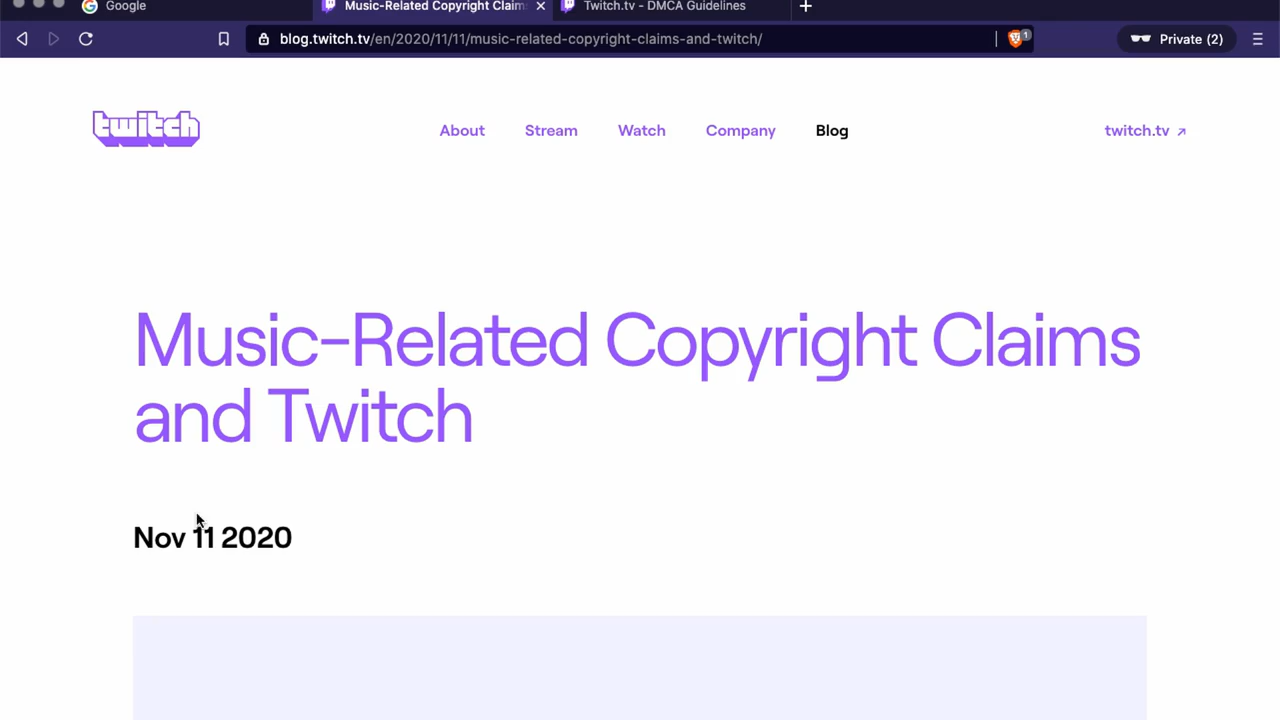 Google
Music-Related Copyright Claim
Twitch.tv - DMCA Guidelines
blog.twitch.tv/en/2020/11/11/music-related-copyright-claims-and-twitch/
1
Private (2)
twitch
About
Stream
Watch
Company
Blog
twitch.tv ↗
Music-Related Copyright Claims
and Twitch
Nov 11 2020